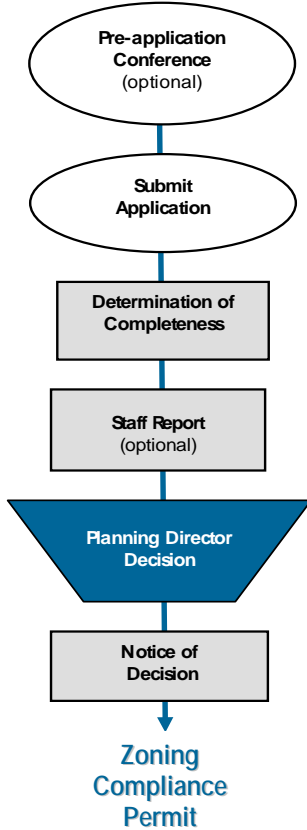 Pre-application
Conference
(optional)
Submit
Application
Determination of
Completeness
Staff Report
(optional)
Planning Director
Decision
Notice of
Decision
Zoning
Compliance
Permit